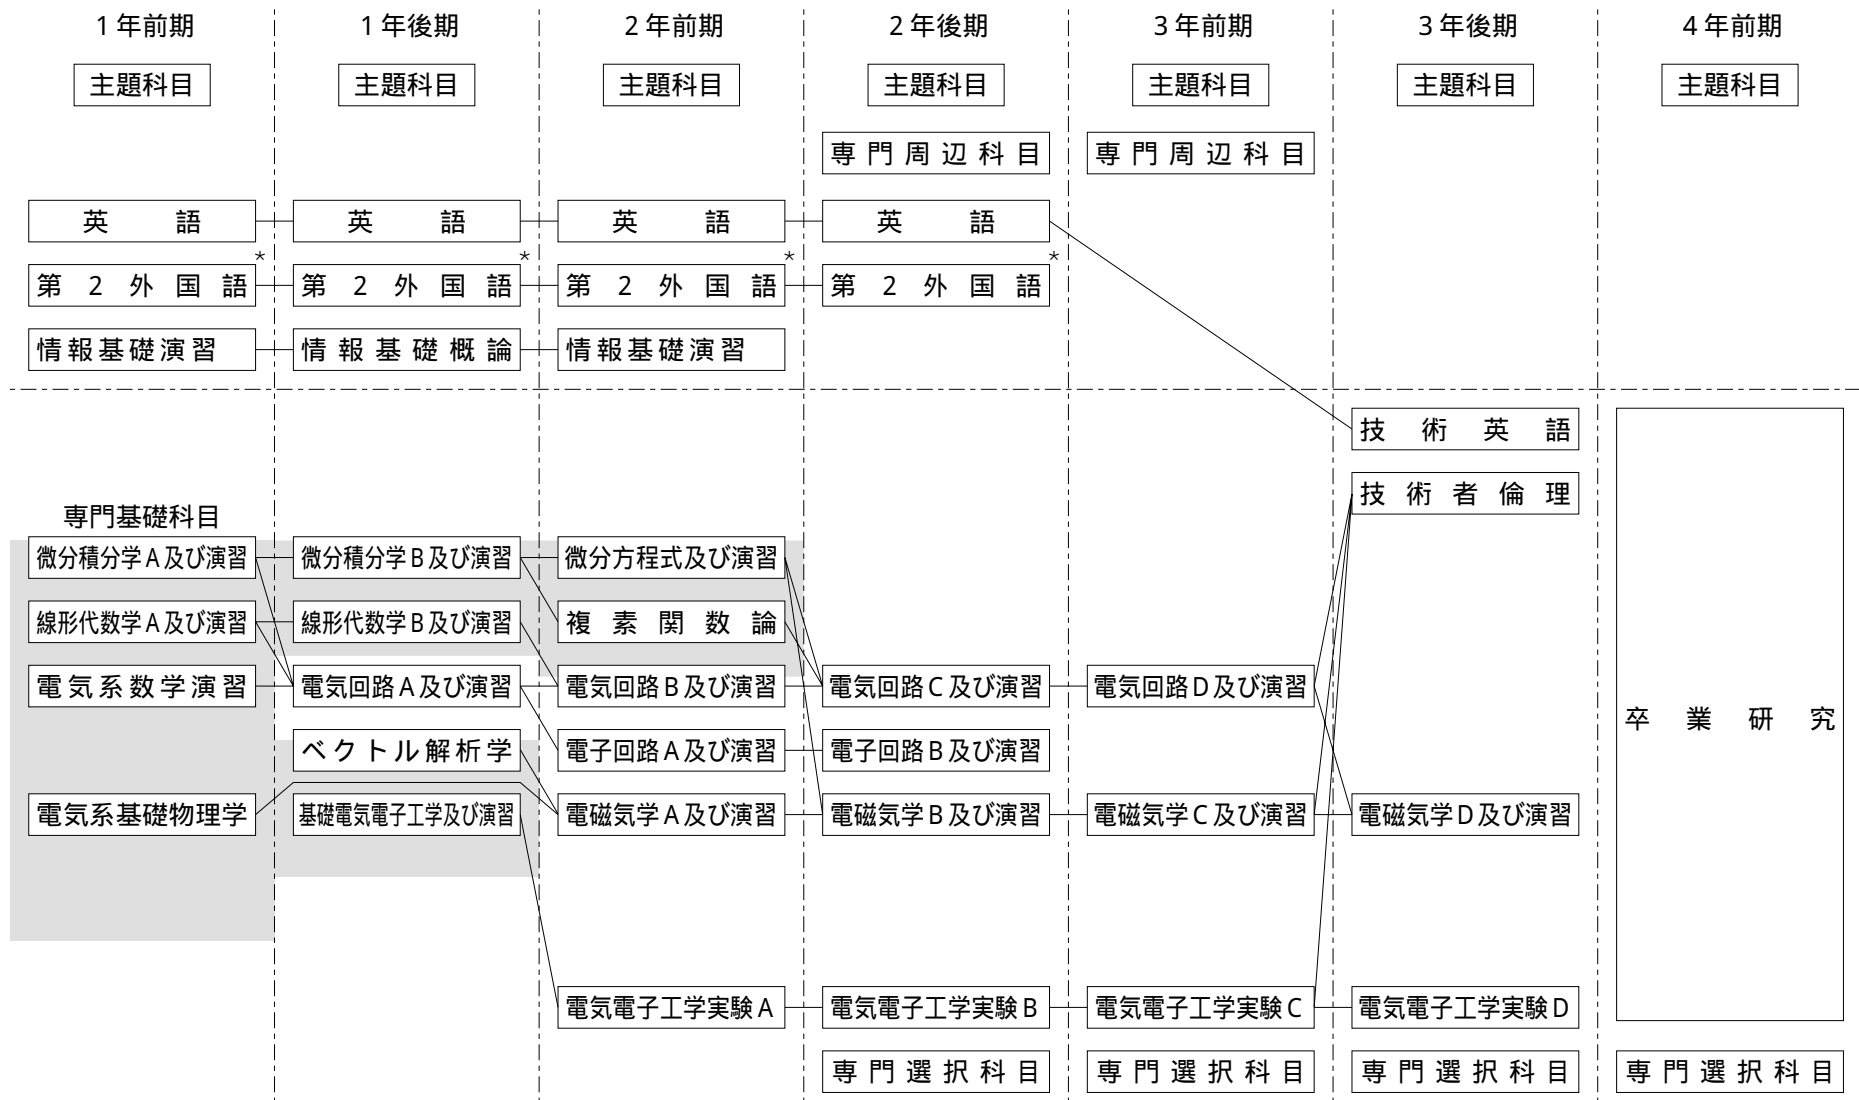 1年前期 1年後期 2年前期 2年後期 3年前期 3年後期 4年前期
主題科目 主題科目 主題科目 主題科目 主題科目 主題科目 主題科目
専門周辺科目 専門周辺科目
英語 英語 英語 英語
* * * *
第2外国語 第2外国語 第2外国語 第2外国語
情報基礎演習 情報基礎概論 情報基礎演習
技術英語
技術者倫理
専門基礎科目
微分積分学A及び演習 微分積分学B及び演習 微分方程式及び演習
線形代数学A及び演習 線形代数学B及び演習 複素関数論
電気系数学演習 電気回路A及び演習 電気回路B及び演習 電気回路C及び演習 電気回路D及び演習
卒業研究
ベクトル解析学 電子回路A及び演習 電子回路B及び演習
電気系基礎物理学 基礎電気電子工学及び演習 電磁気学A及び演習 電磁気学B及び演習 電磁気学C及び演習 電磁気学D及び演習
電気電子工学実験A 電気電子工学実験B 電気電子工学実験C 電気電子工学実験D
専門選択科目 専門選択科目 専門選択科目 専門選択科目